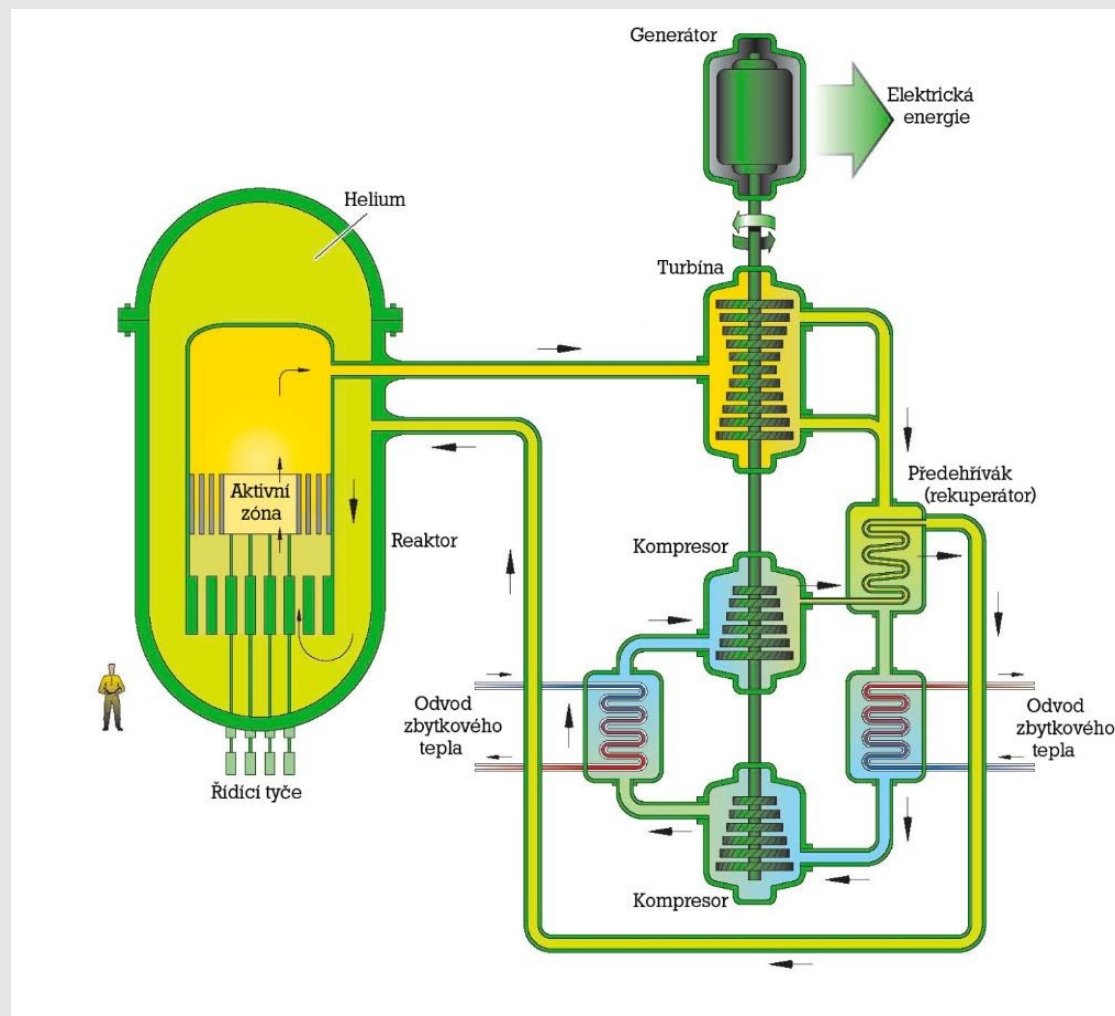 Generátor
Elektrická
energie
Helium
Turbína
Předehřívák
(rekuperátor)
Aktivní
zóna
Reaktor
Kompresor
Odvod
zbytkového
tepla
Odvod
zbytkového
tepla
Řídící tyče
Kompresor